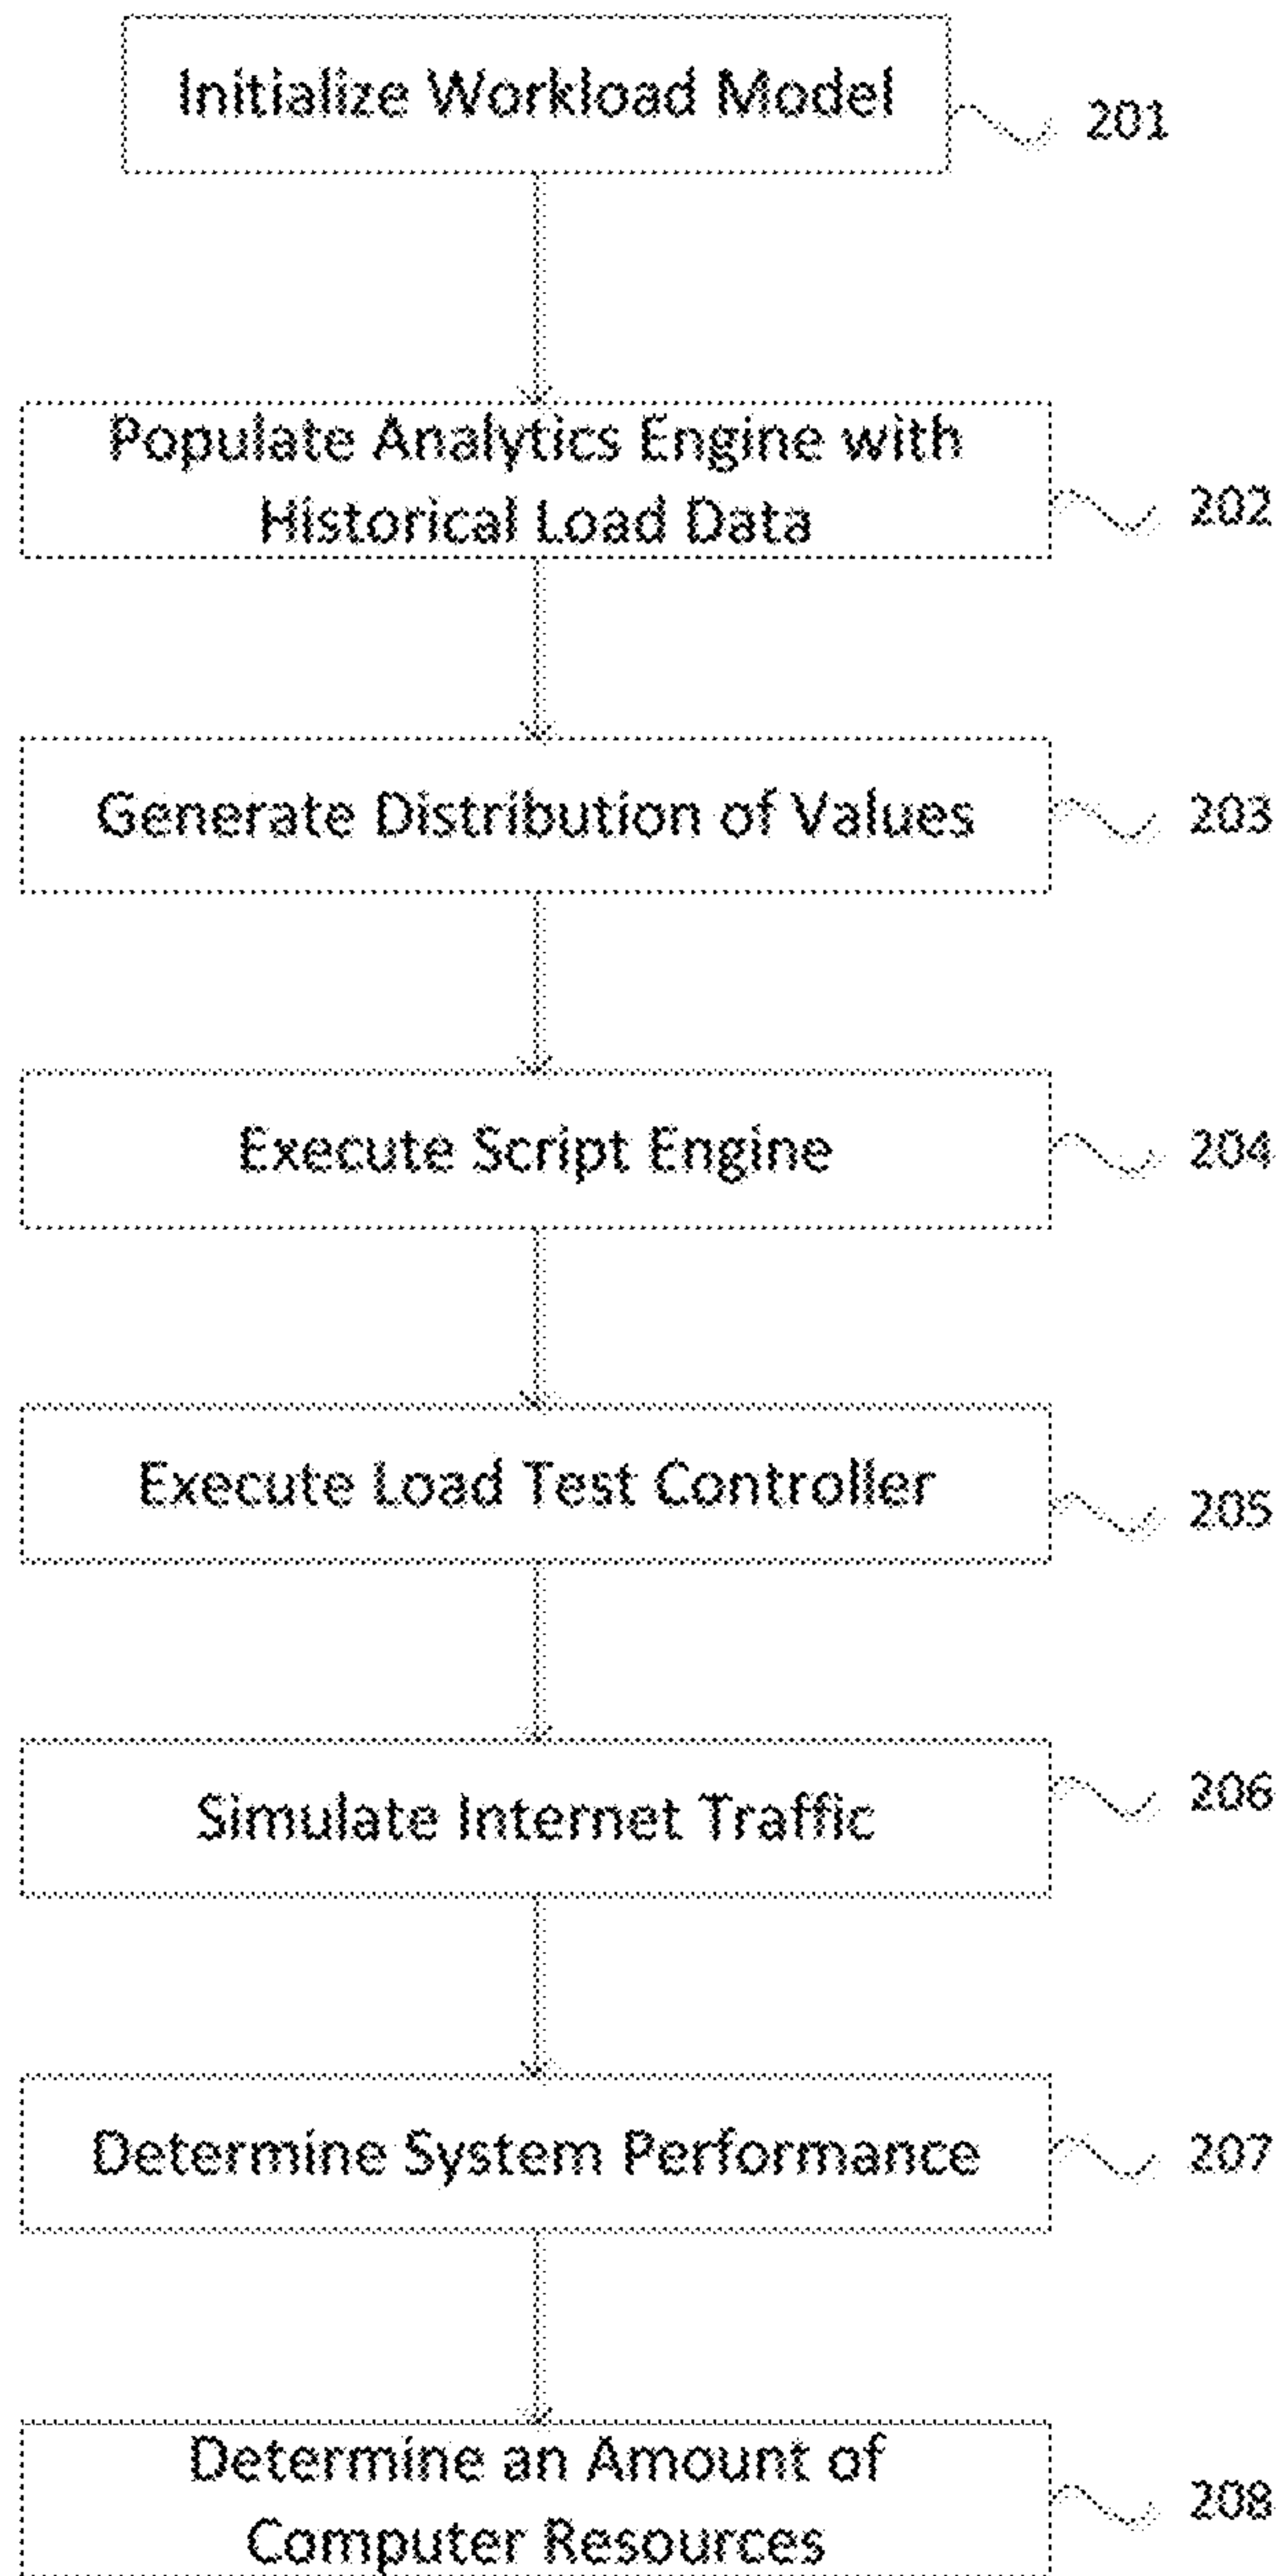 Initialize Workload Model
201
Populate Analytics Engine with
Historical Load Data
202
Generate Distribution of Values
203
Execute Script Engine
204
Execute Load Test Controller
205
Simulate Internet Traffic
206
Determine System Performance
207
Determine an Amount of
Computer Resources
208